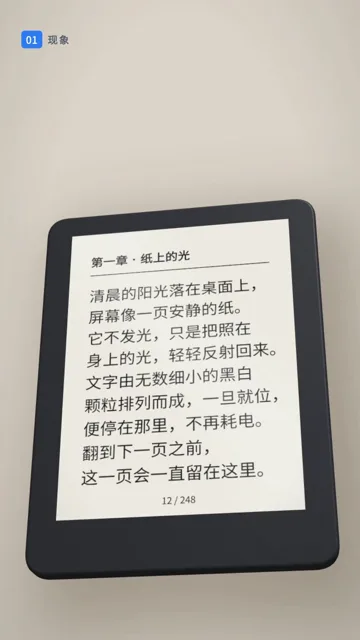 01 现象
第一章 · 纸上的光
清晨的阳光落在桌面上，
屏幕像一页安静的纸。
它不发光，只是把照在
身上的光，轻轻反射回来。
文字由无数细小的黑白
颗粒排列而成，一旦就位，
便停在那里，不再耗电。
翻到下一页之前，
这一页会一直留在这里。
12 / 248